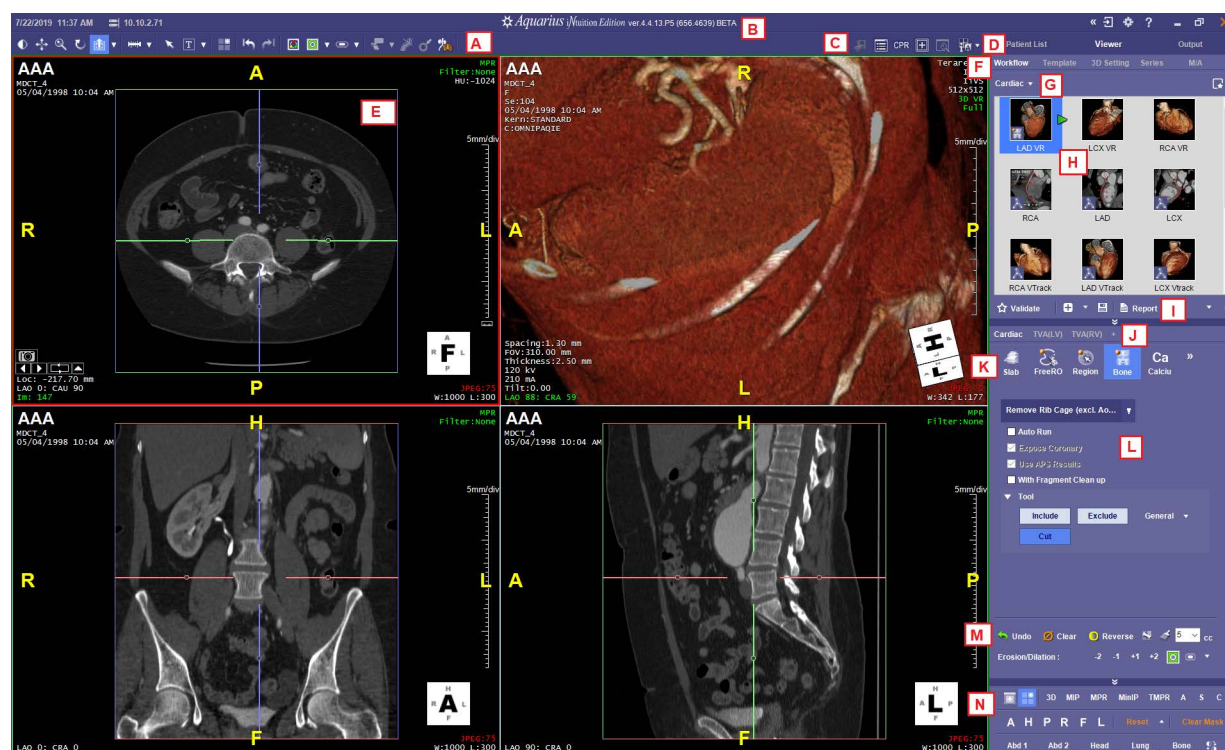 7/22/2019 11:37 AM 10.10.2.71 Aquarius iNtuition Edition ver.4.4.13.P5 (656.4639) BETA « ?
B
T A C CPR D Patient List Viewer Output
AAA
MDCT_4
05/04/1998 10:04 AM
A
MPR
Filter:None
HU:-1024
E
5mm/div
R
L
Loc: -217.70 mm
LAO 0: CAU 90
Im: 147
P
A
R F L
P
JPEG:75
W:1000 L:300
AAA
MDCT_4
F
Se:104
05/04/1998 10:04 AM
Kern:STANDARD
C:OMNIPAQIE
R
Terare
512x512
3D VR
Full
5mm/div
A
P
Spacing:1.30 mm
FOV:310.00 mm
Thickness:2.50 mm
120 kv
210 mA
Tilt:0.00
LAO 88: CRA 59
L
H
L
JPEG:75
W:342 L:177
AAA
MDCT_4
05/04/1998 10:04 AM
H
MPR
Filter:None
5mm/div
R
L
LAO 0: CRA 0
F
H
R A L
F
JPEG:75
W:1000 L:300
AAA
MDCT_4
05/04/1998 10:04 AM
H
MPR
Filter:None
5mm/div
A
P
LAO 90: CRA 0
F
H
A L P
F
JPEG:75
W:1000 L:300
F Workflow Template 3D Setting Series M/A
Cardiac G
LAD VR LCX VR RCA VR
H
RCA LAD LCX
RCA VTrack LAD VTrack LCX Vtrack
Validate Report I
Cardiac TVA(LV) TVA(RV) + J
K Slab FreeRO Region Bone Ca Calciu »
Remove Rib Cage (excl. Ao...
Auto Run
Expose Coronary L
Use APS Results
With Fragment Clean up
Tool
Include Exclude General
Cut
M Undo Clear Reverse 5 cc
Erosion/Dilation : -2 -1 +1 +2
N 3D MIP MPR MinIP TMPR A S C
A H P R F L Reset Clear Mask
Abd 1 Abd 2 Head Lung Bone